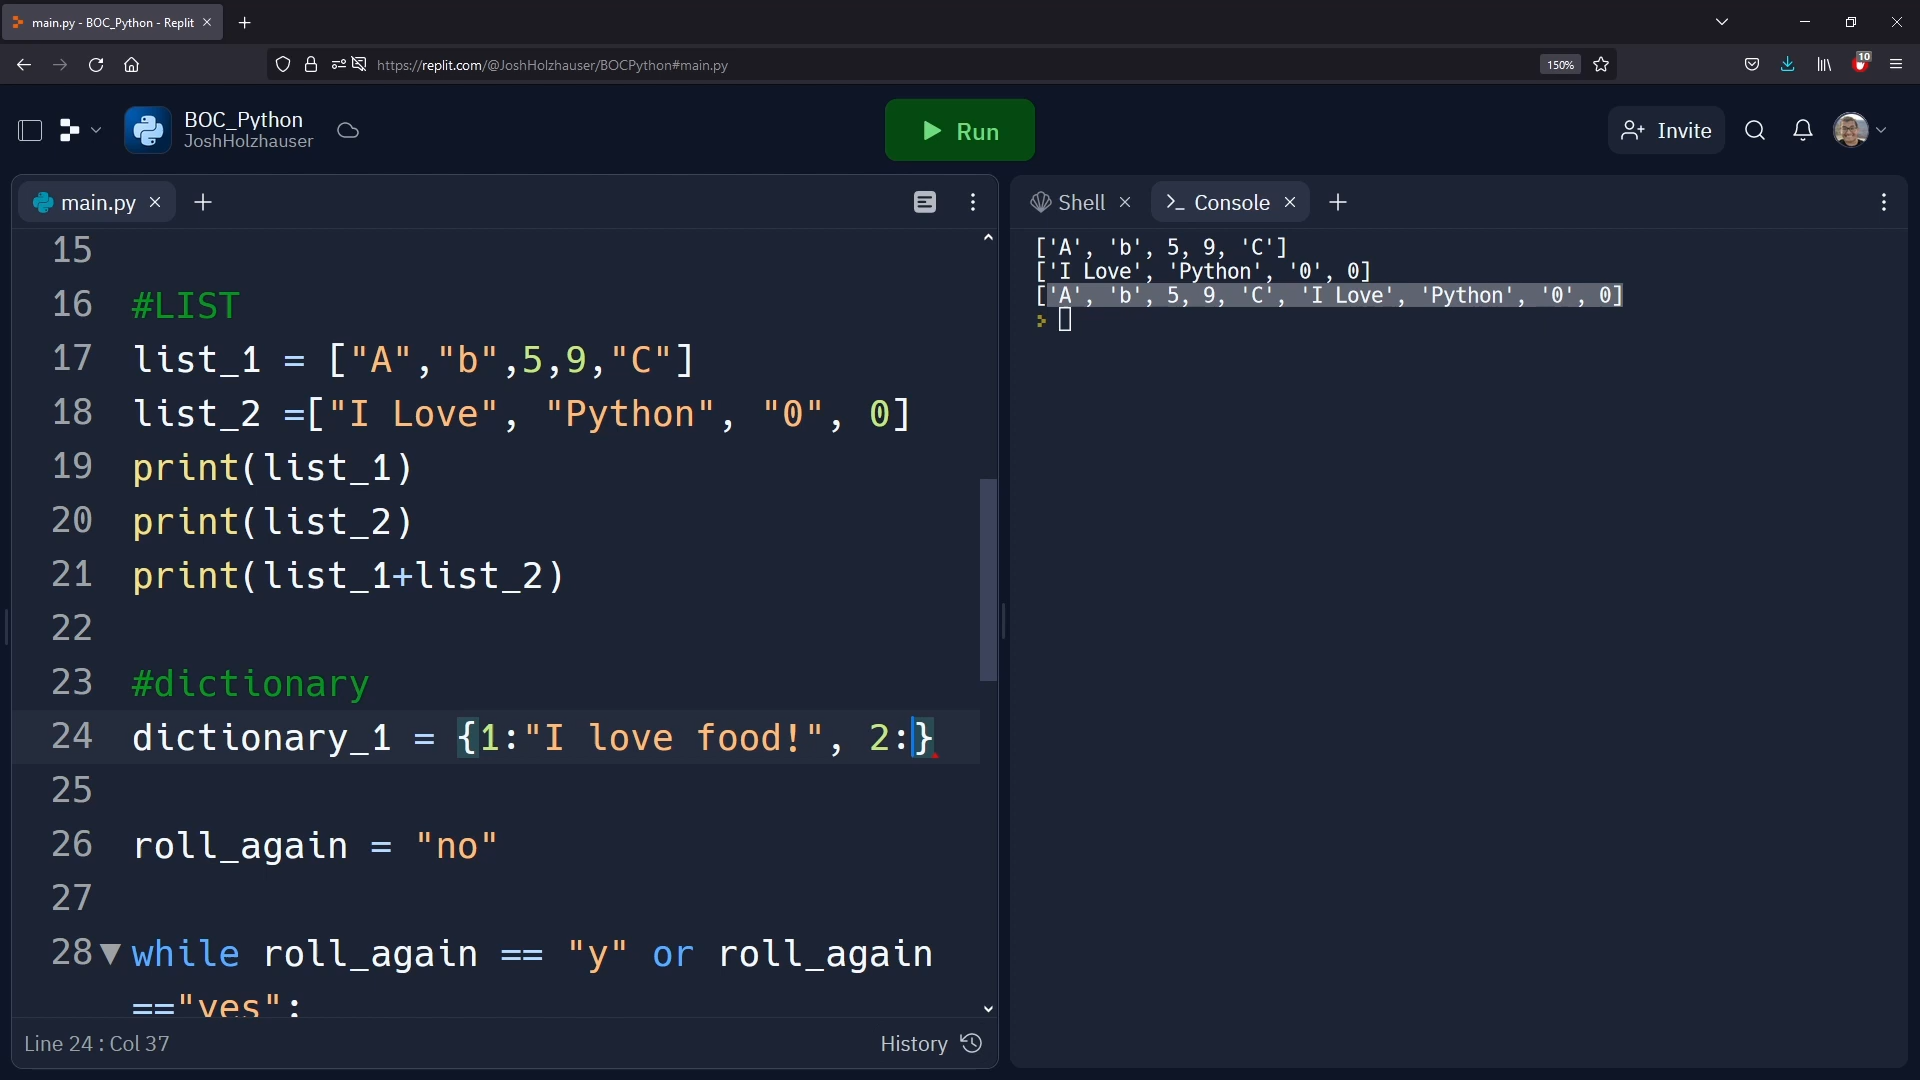 main.py - BOC_Python - Replit
https://replit.com/@JoshHolzhauser/BOCPython#main.py
150%
10
BOC_Python
JoshHolzhauser
Run
Invite
main.py
15
16 #LIST
17 list_1 = ["A","b",5,9,"C"]
18 list_2 =["I Love", "Python", "0", 0]
19 print(list_1)
20 print(list_2)
21 print(list_1+list_2)
22
23 #dictionary
24 dictionary_1 = {1:"I love food!", 2:}
25
26 roll_again = "no"
27
28 while roll_again == "y" or roll_again
=="yes":
Line 24 : Col 37
History
Shell
Console
['A', 'b', 5, 9, 'C']
['I Love', 'Python', '0', 0]
['A', 'b', 5, 9, 'C', 'I Love', 'Python', '0', 0]